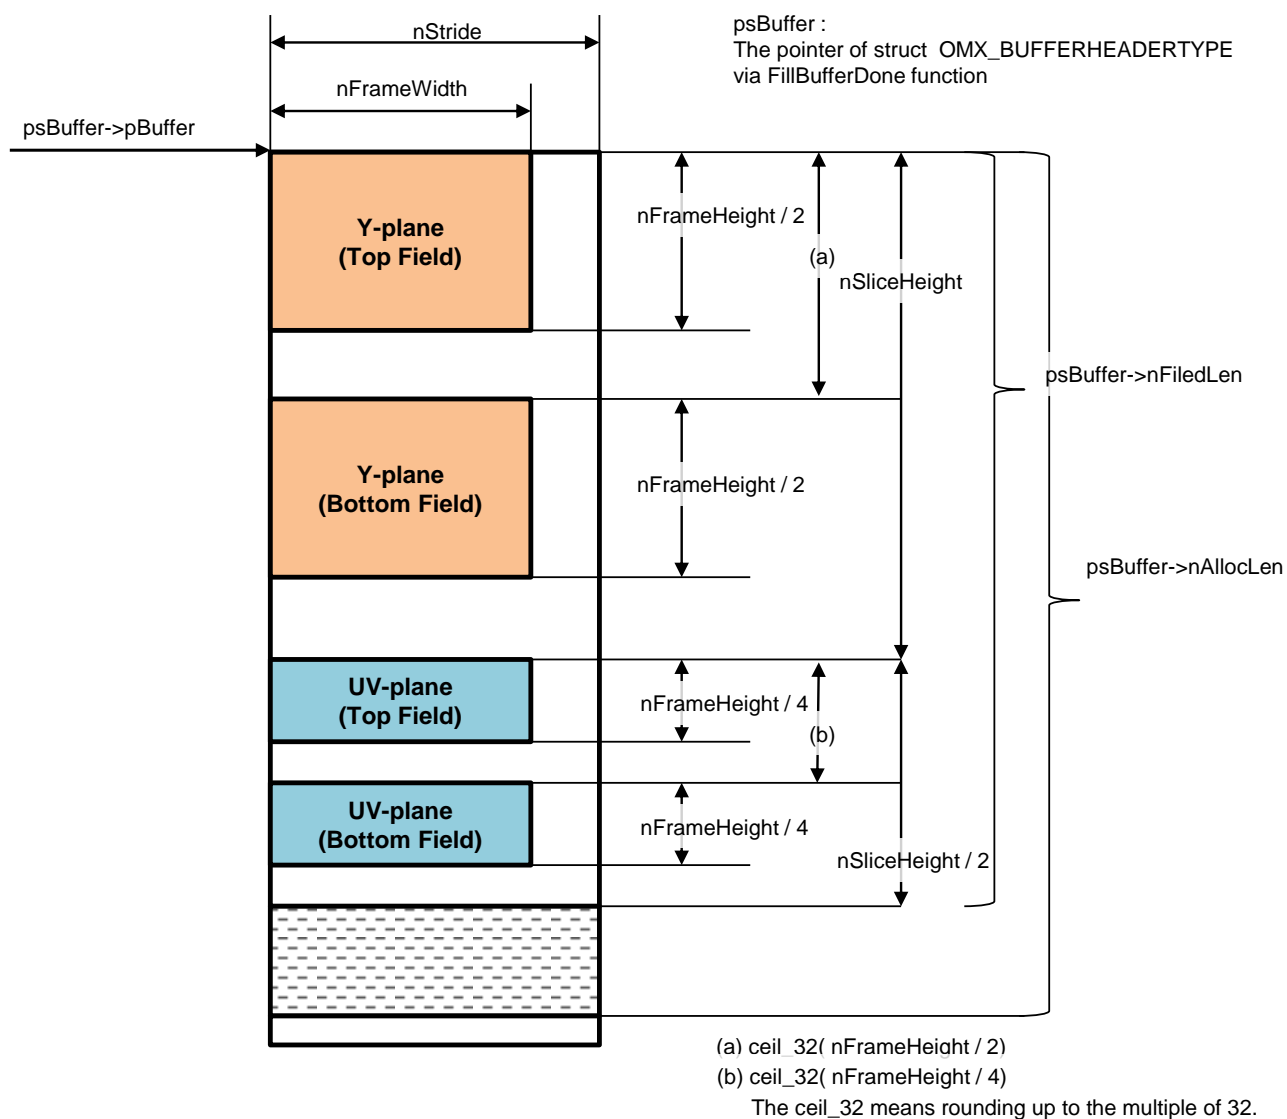 nStride
psBuffer :
The pointer of struct OMX_BUFFERHEADERTYPE
via FillBufferDone function
nFrameWidth
psBuffer->pBuffer
Y-plane
(Top Field)
nFrameHeight / 2
(a)
nSliceHeight
psBuffer->nFiledLen
Y-plane
(Bottom Field)
nFrameHeight / 2
psBuffer->nAllocLen
UV-plane
(Top Field)
nFrameHeight / 4
(b)
UV-plane
(Bottom Field)
nFrameHeight / 4
nSliceHeight / 2
(a) ceil_32( nFrameHeight / 2)
(b) ceil_32( nFrameHeight / 4)
The ceil_32 means rounding up to the multiple of 32.